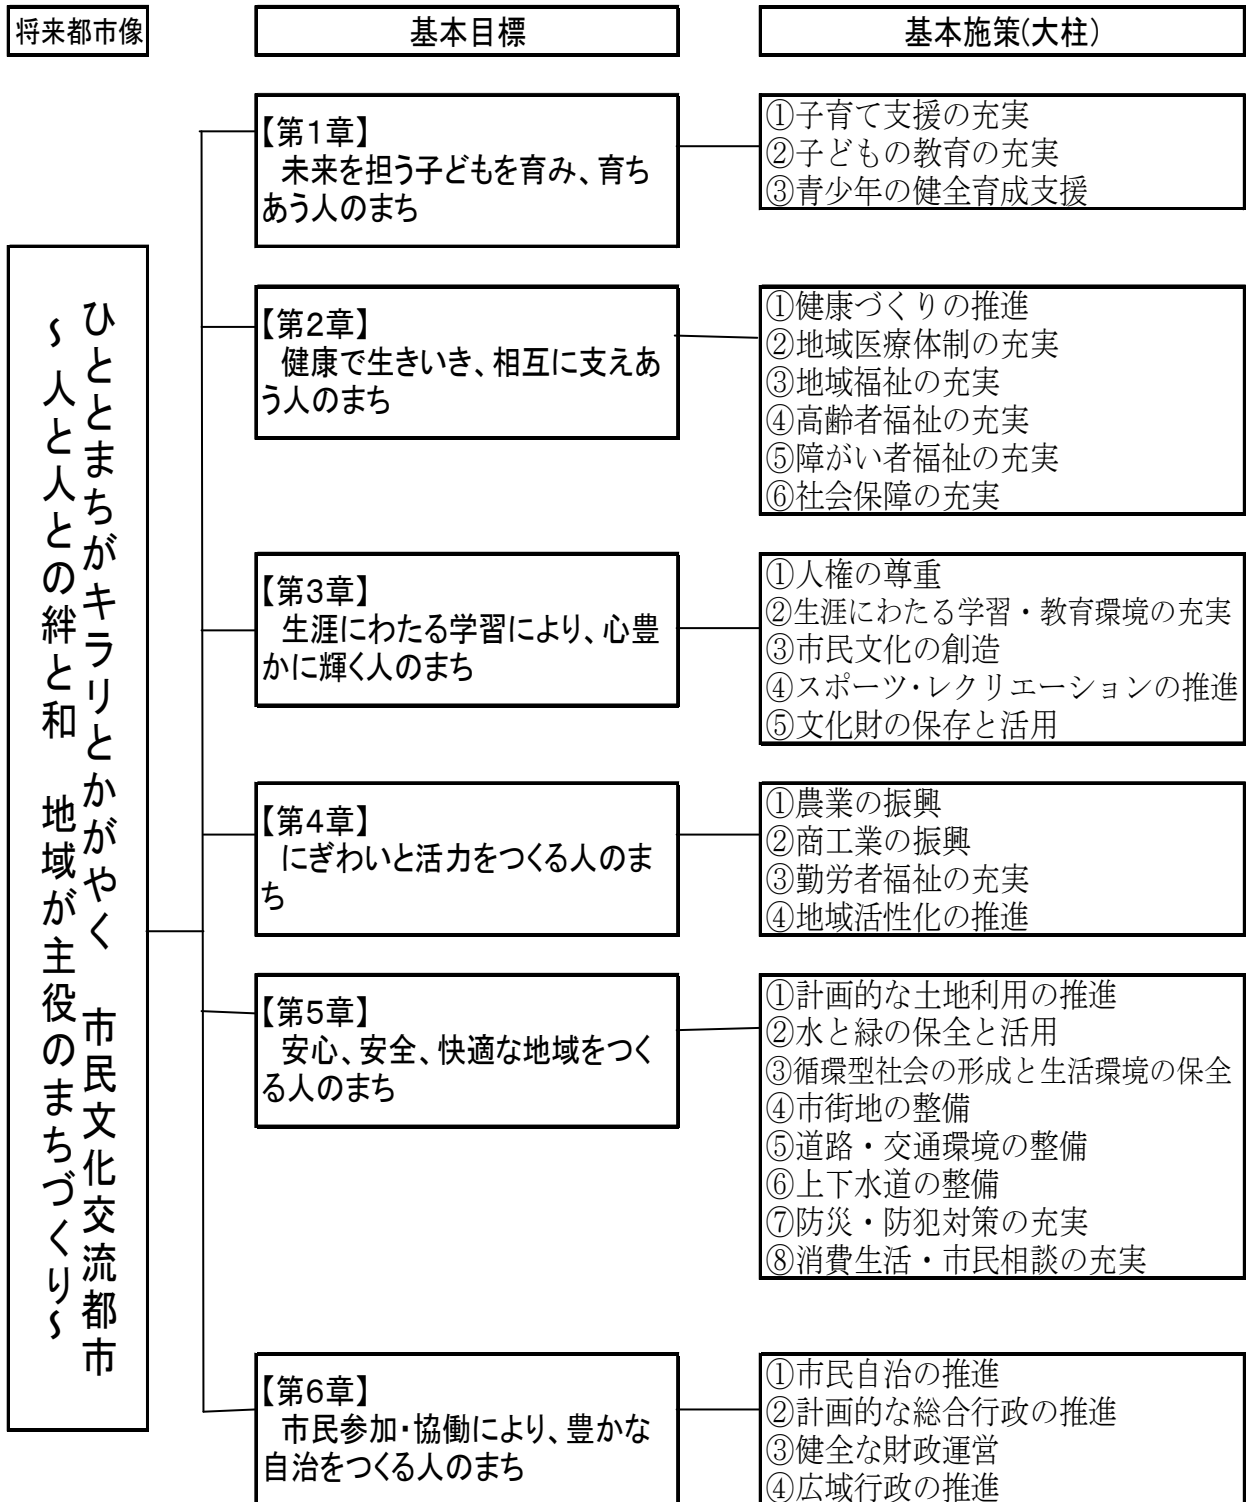 将来都市像
基本目標
基本施策(大柱)
ひととまちがキラリとかがやく　市民文化交流都市
～人と人との絆と和　地域が主役のまちづくり～
【第1章】
未来を担う子どもを育み、育ち
あう人のまち
①子育て支援の充実
②子どもの教育の充実
③青少年の健全育成支援
【第2章】
健康で生きいき、相互に支えあ
う人のまち
①健康づくりの推進
②地域医療体制の充実
③地域福祉の充実
④高齢者福祉の充実
⑤障がい者福祉の充実
⑥社会保障の充実
【第3章】
生涯にわたる学習により、心豊
かに輝く人のまち
①人権の尊重
②生涯にわたる学習・教育環境の充実
③市民文化の創造
④スポーツ・レクリエーションの推進
⑤文化財の保存と活用
【第4章】
にぎわいと活力をつくる人のま
ち
①農業の振興
②商工業の振興
③勤労者福祉の充実
④地域活性化の推進
【第5章】
安心、安全、快適な地域をつく
る人のまち
①計画的な土地利用の推進
②水と緑の保全と活用
③循環型社会の形成と生活環境の保全
④市街地の整備
⑤道路・交通環境の整備
⑥上下水道の整備
⑦防災・防犯対策の充実
⑧消費生活・市民相談の充実
【第6章】
市民参加・協働により、豊かな
自治をつくる人のまち
①市民自治の推進
②計画的な総合行政の推進
③健全な財政運営
④広域行政の推進